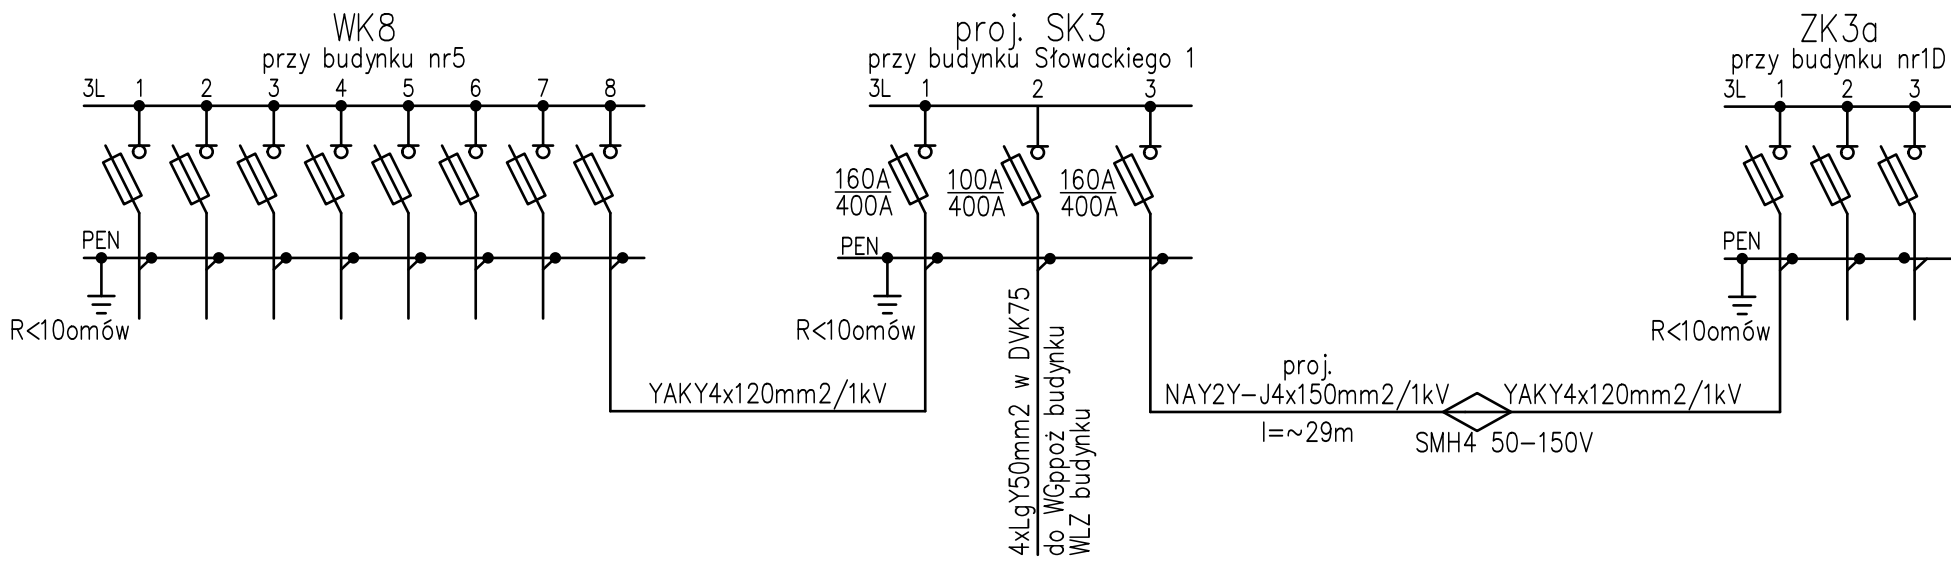 WK8
przy budynku nr5
3L 1 2 3 4 5 6 7 8
PEN
R<10omów
YAKY4x120mm2/1kV
proj. SK3
przy budynku Słowackiego 1
3L 1 2 3
160A
400A
100A
400A
160A
400A
PEN
R<10omów
4xLgY50mm2 w DVK75
do WGppoż budynku
WLZ budynku
proj.
NAY2Y-J4x150mm2/1kV
l=~29m
SMH4 50-150V
YAKY4x120mm2/1kV
ZK3a
przy budynku nr1D
3L 1 2 3
PEN
R<10omów